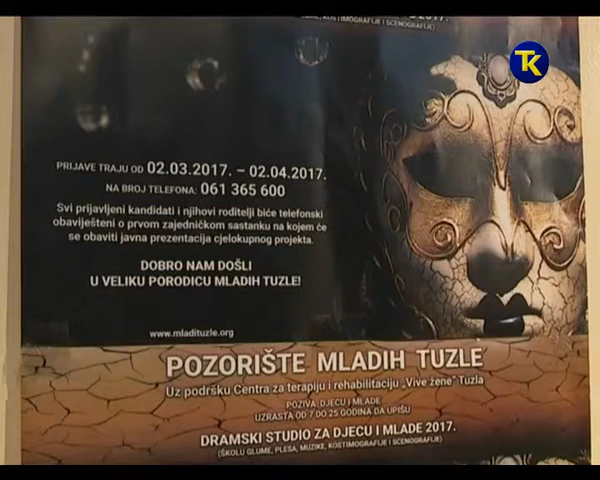 2017.
KOSTIMOGRAFIJE I SCENOGRAFIJE)
TK
PRIJAVE TRAJU OD 02.03.2017. – 02.04.2017.
NA BROJ TELEFONA: 061 365 600
Svi prijavljeni kandidati i njihovi roditelji biće telefonski
obaviješteni o prvom zajedničkom sastanku na kojem će
se obaviti javna prezentacija cjelokupnog projekta.
DOBRO NAM DOŠLI
U VELIKU PORODICU MLADIH TUZLE!
www.mladituzle.org
POZORIŠTE MLADIH TUZLE
Uz podršku Centra za terapiju i rehabilitaciju „Vive žene" Tuzla
POZIVA DJECU I MLADE
UZRASTA OD 7 DO 25 GODINA DA UPIŠU
DRAMSKI STUDIO ZA DJECU I MLADE 2017.
(ŠKOLU GLUME, PLESA, MUZIKE, KOSTIMOGRAFIJE I SCENOGRAFIJE)